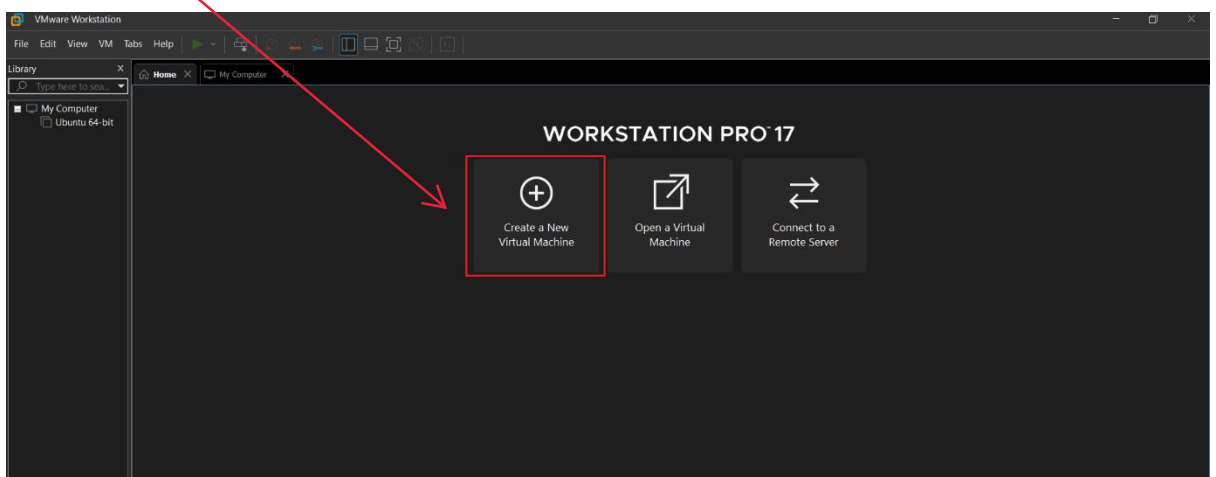 VMware Workstation
File Edit View VM Tabs Help
Library
Home
My Computer
Type here to sea...
My Computer
Ubuntu 64-bit
WORKSTATION PRO™ 17
Create a New
Virtual Machine
Open a Virtual
Machine
Connect to a
Remote Server